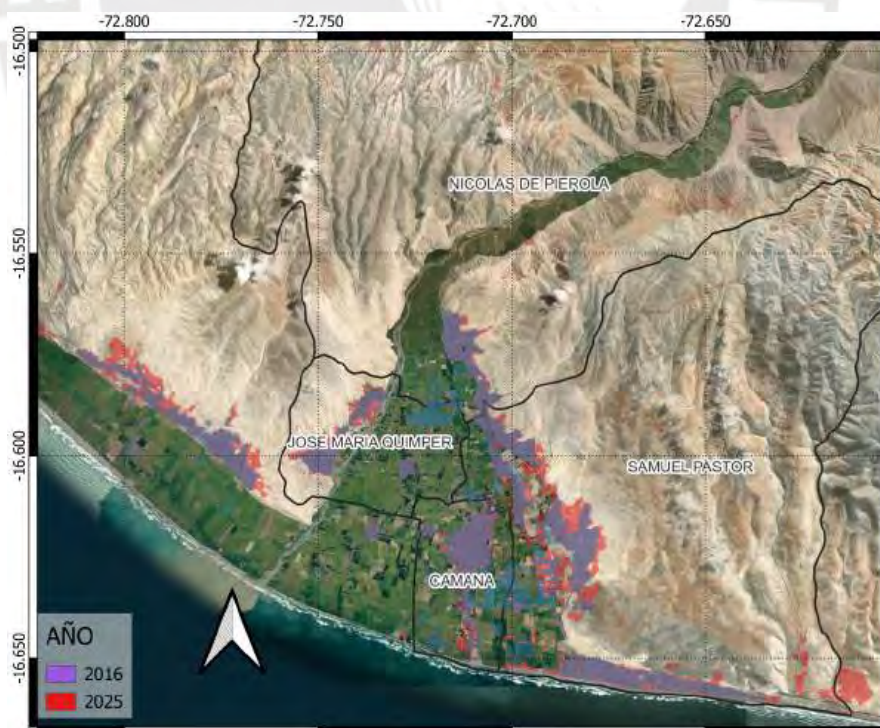 -72.800 -72.750 -72.700 -72.650
-16.500
NICOLAS DE PIEROLA
-16.550
JOSE MARIA QUIMPER
-16.600
SAMUEL PASTOR
CAMANA
-16.650
AÑO
2016
2025